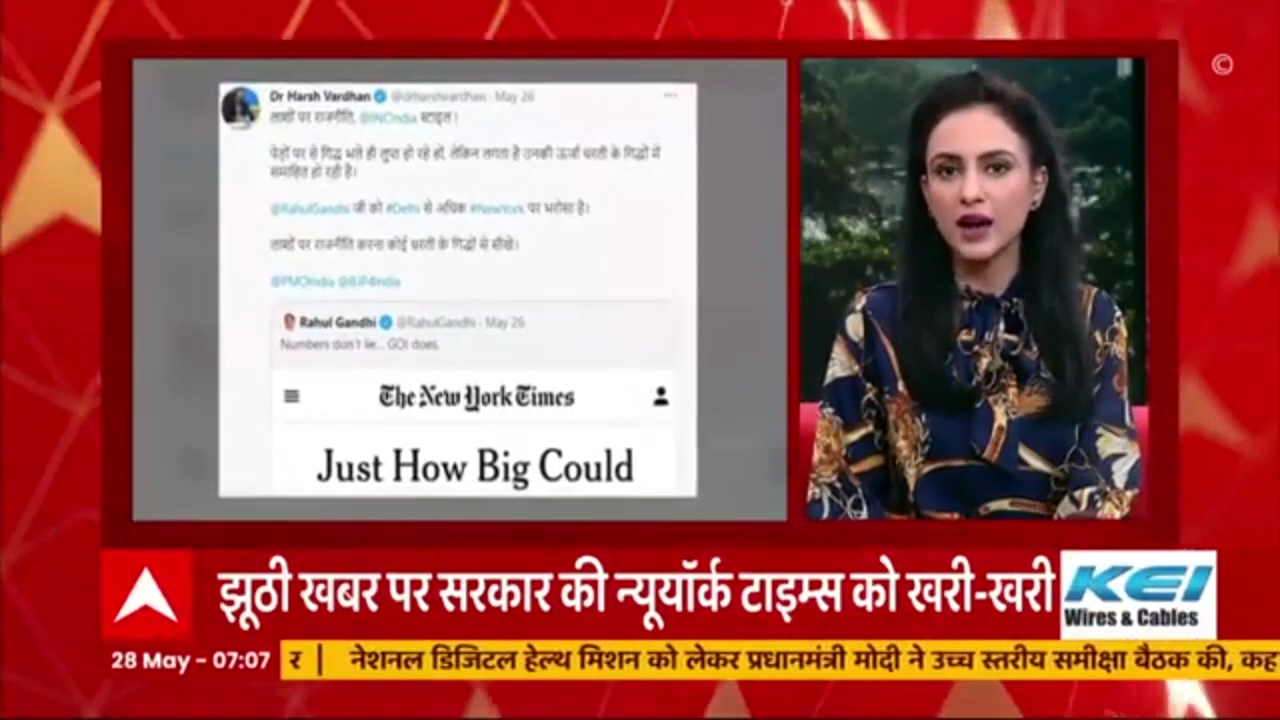 ©
Dr Harsh Vardhan @drharshvardhan · May 26
लाशों पर राजनीति, @INCIndia स्टाइल।
पेड़ों पर से गिद्ध भले ही लुप्त हो रहे हों, लेकिन लगता है उनकी ऊर्जा धरती के गिद्धों में
समाहित हो रही है।
@RahulGandhi जी को #Delhi से अधिक #NewYork पर भरोसा है।
लाशों पर राजनीति करना कोई धरती के गिद्धों से सीखे।
@PMOIndia @BJP4India
Rahul Gandhi @RahulGandhi · May 26
Numbers don't lie... GOI does.
The New York Times
Just How Big Could
झूठी खबर पर सरकार की न्यूयॉर्क टाइम्स को खरी-खरी
KEI
Wires & Cables
28 May - 07:07
र | नेशनल डिजिटल हेल्थ मिशन को लेकर प्रधानमंत्री मोदी ने उच्च स्तरीय समीक्षा बैठक की, कह